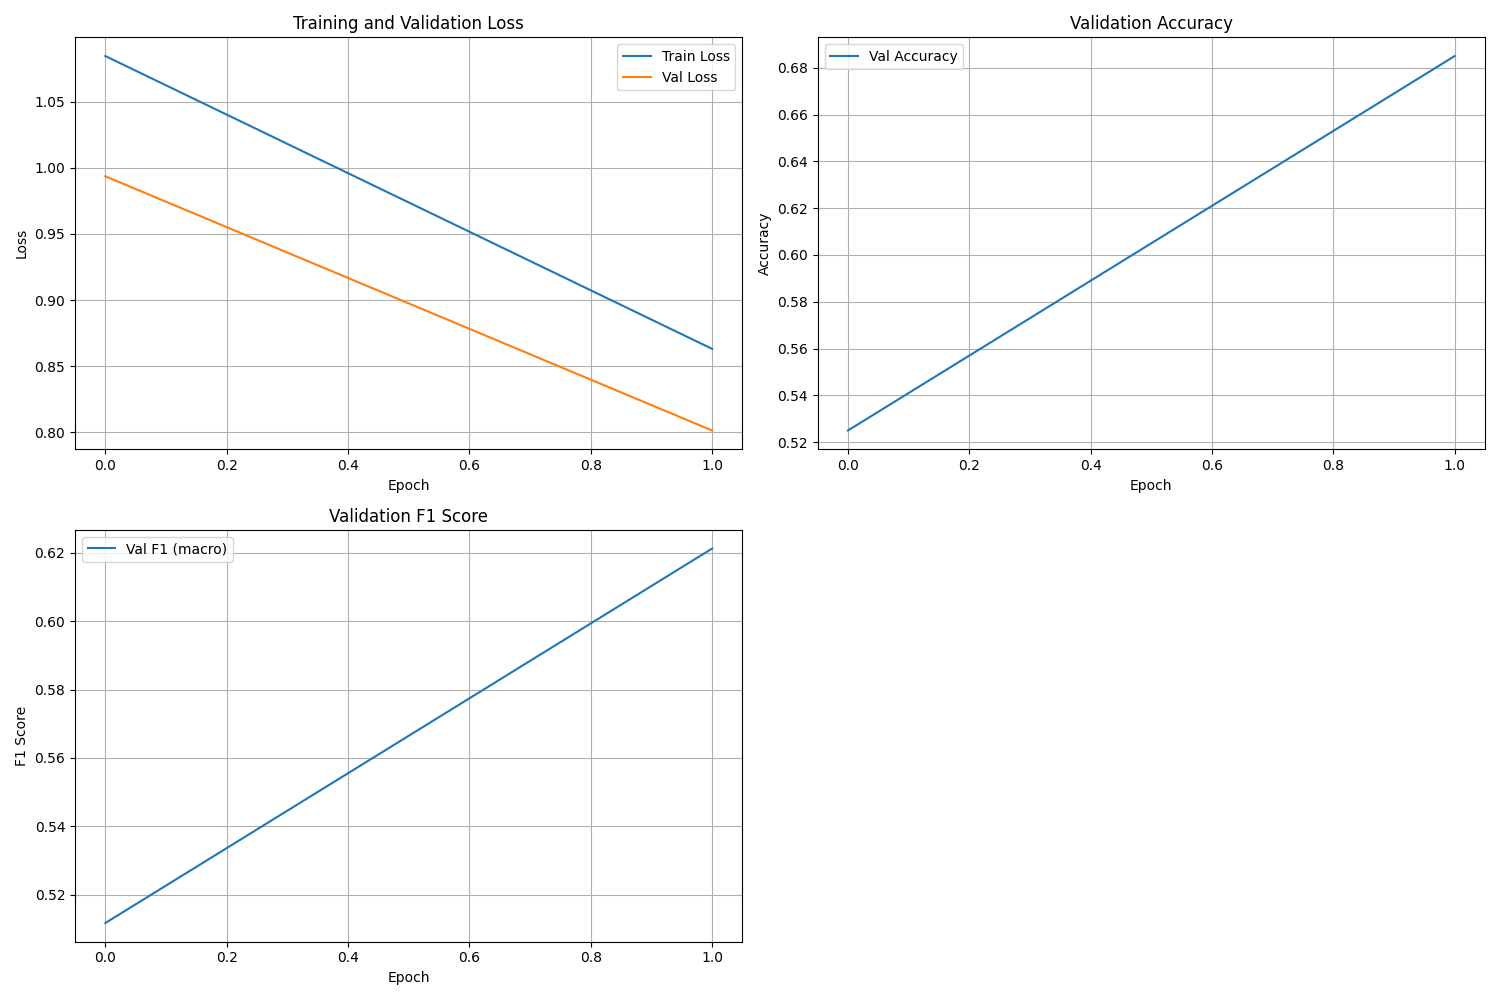 Training and Validation Loss
Train Loss
Val Loss
Loss
1.05
1.00
0.95
0.90
0.85
0.80
0.0 0.2 0.4 0.6 0.8 1.0
Epoch
Validation Accuracy
Val Accuracy
Accuracy
0.68
0.66
0.64
0.62
0.60
0.58
0.56
0.54
0.52
0.0 0.2 0.4 0.6 0.8 1.0
Epoch
Validation F1 Score
Val F1 (macro)
F1 Score
0.62
0.60
0.58
0.56
0.54
0.52
0.0 0.2 0.4 0.6 0.8 1.0
Epoch